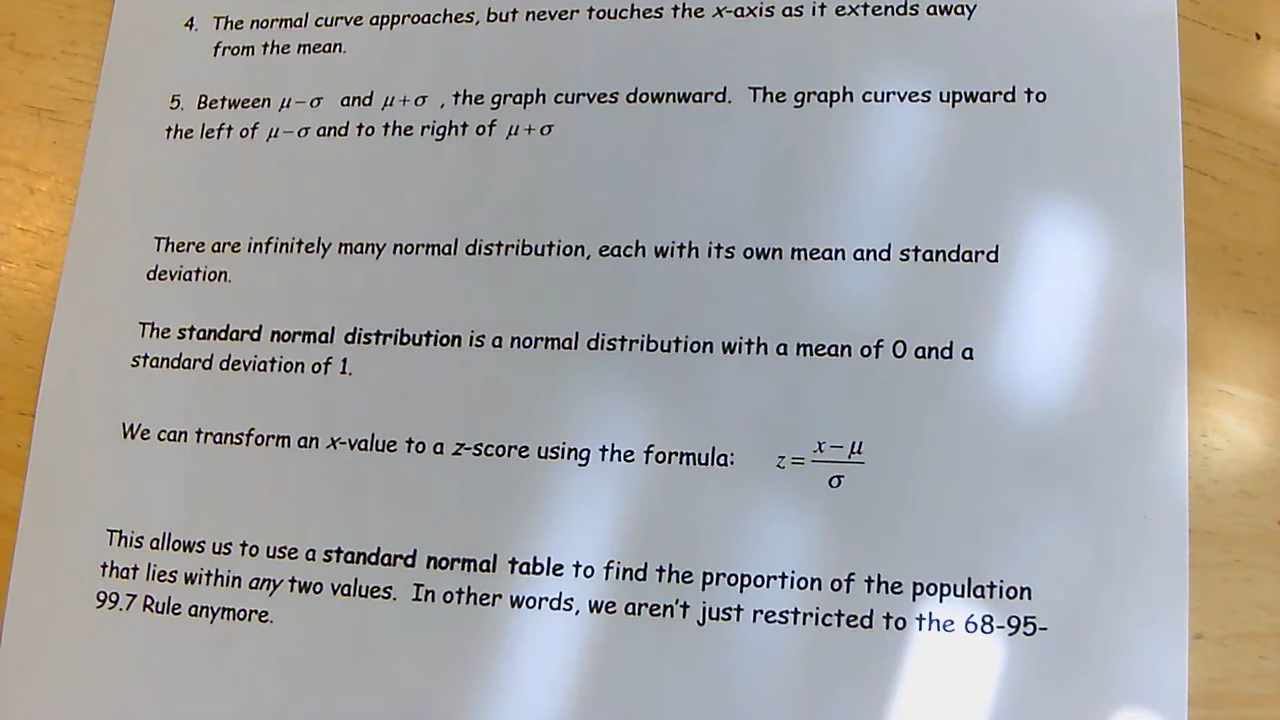 4. The normal curve approaches, but never touches the x-axis as it extends away
from the mean.
5. Between μ−σ and μ+σ , the graph curves downward. The graph curves upward to
the left of μ−σ and to the right of μ+σ
There are infinitely many normal distribution, each with its own mean and standard
deviation.
The standard normal distribution is a normal distribution with a mean of 0 and a
standard deviation of 1.
We can transform an x-value to a z-score using the formula: z = (x−μ)/σ
This allows us to use a standard normal table to find the proportion of the population
that lies within any two values. In other words, we aren't just restricted to the 68-95-
99.7 Rule anymore.